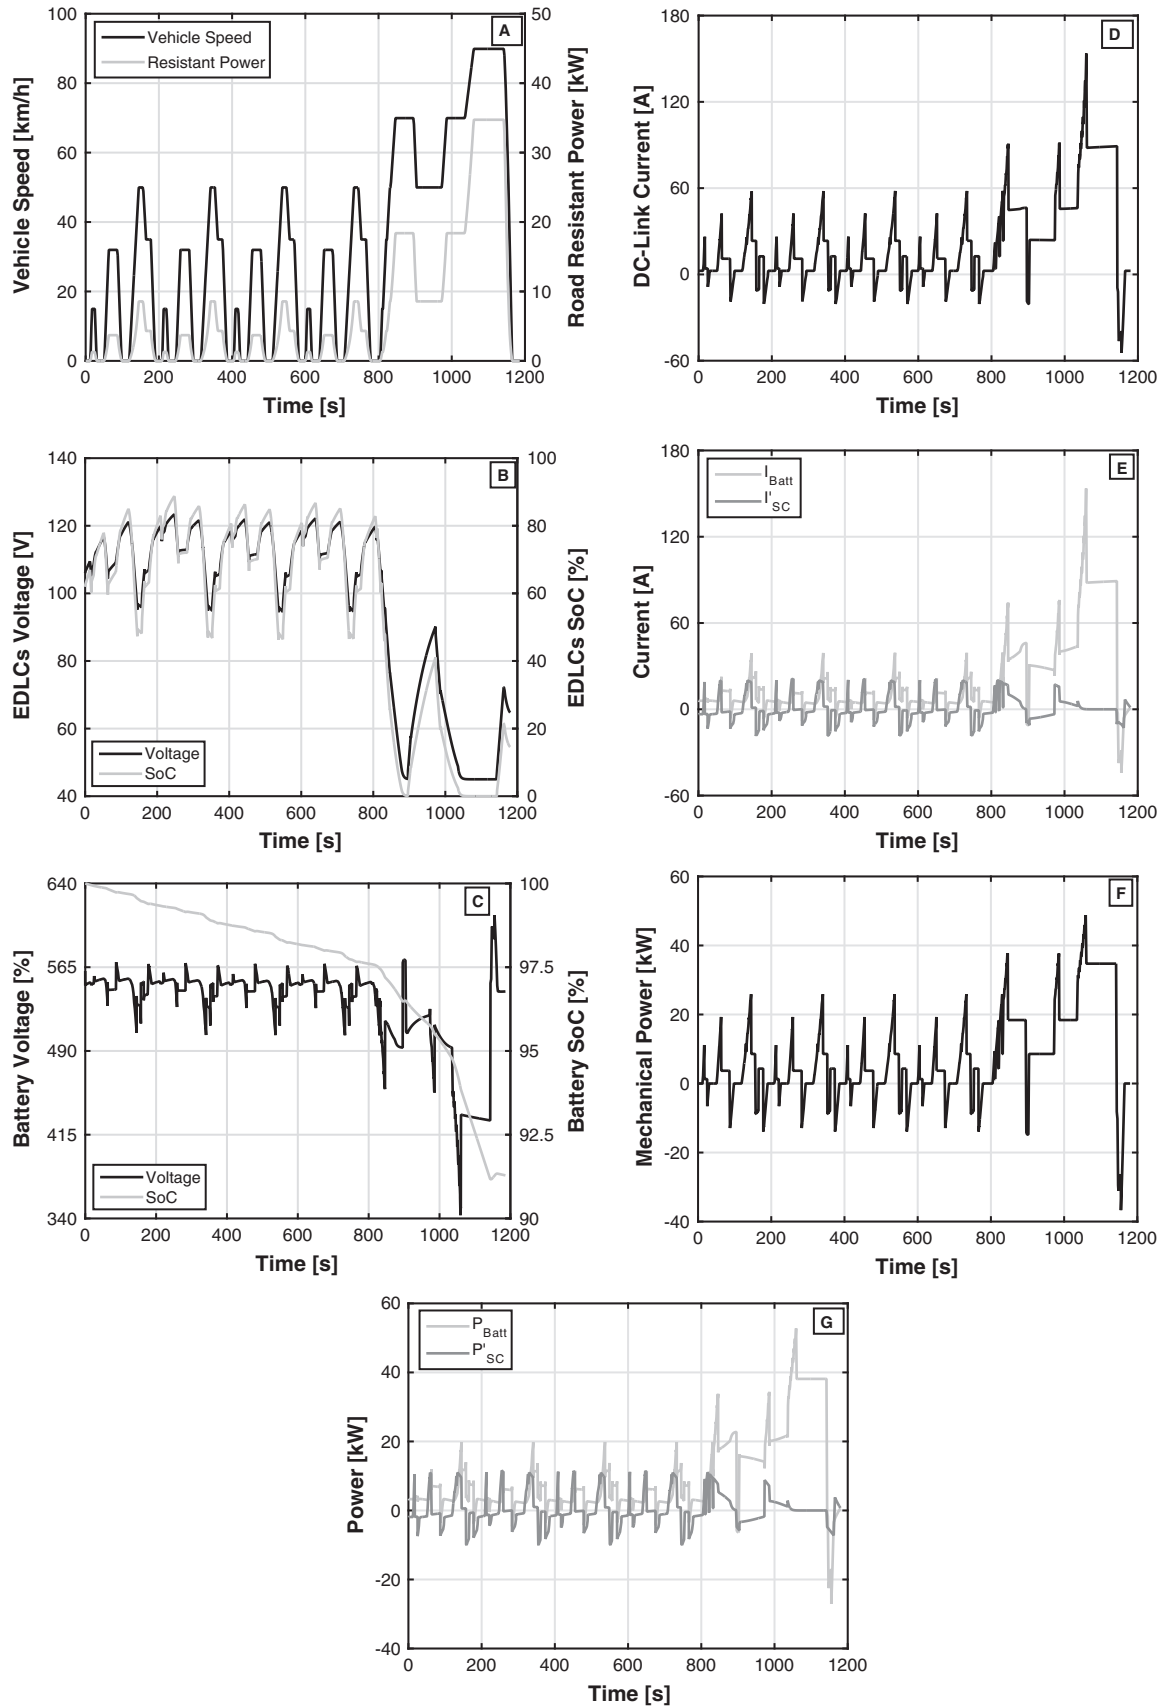 A
Vehicle Speed
Resistant Power
Vehicle Speed [km/h]
Road Resistant Power [kW]
100
80
60
40
20
0
50
40
30
20
10
0
0 200 400 600 800 1000 1200
Time [s]
D
DC-Link Current [A]
180
120
60
0
-60
0 200 400 600 800 1000 1200
Time [s]
B
EDLCs Voltage [V]
EDLCs SoC [%]
140
120
100
80
60
40
100
80
60
40
20
0
Voltage
SoC
0 200 400 600 800 1000 1200
Time [s]
E
I Batt
I' SC
Current [A]
180
120
60
0
-60
0 200 400 600 800 1000 1200
Time [s]
C
Battery Voltage [%]
Battery SoC [%]
640
565
490
415
340
100
97.5
95
92.5
90
Voltage
SoC
0 200 400 600 800 1000 1200
Time [s]
F
Mechanical Power [kW]
60
40
20
0
-20
-40
0 200 400 600 800 1000 1200
Time [s]
G
P Batt
P' SC
Power [kW]
60
40
20
0
-20
-40
0 200 400 600 800 1000 1200
Time [s]